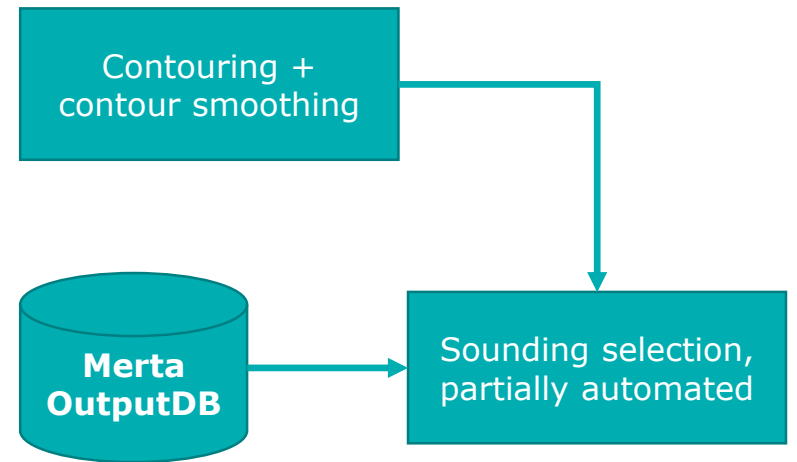 Contouring +
contour smoothing
Merta
OutputDB
Sounding selection,
partially automated